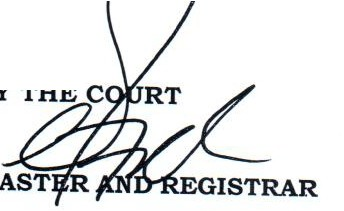 THE COURT
ASTER AND REGISTRAR